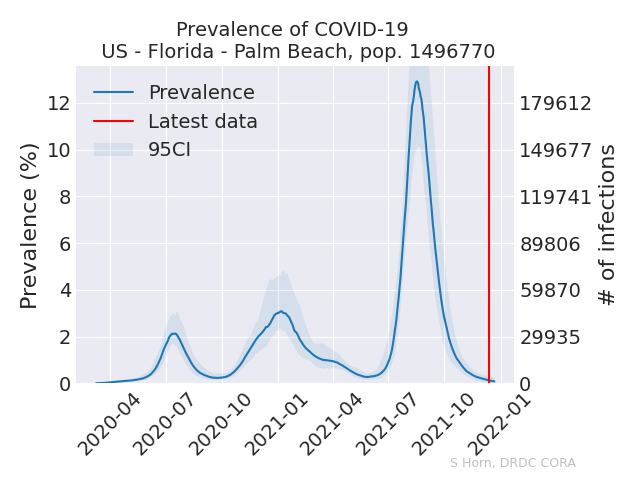 Prevalence of COVID-19
US - Florida - Palm Beach, pop. 1496770
Prevalence
Latest data
95CI
Prevalence (%)
12
10
8
6
4
2
0
179612
149677
119741
89806
59870
29935
0
# of infections
2020-04
2020-07
2020-10
2021-01
2021-04
2021-07
2021-10
2022-01
S Horn, DRDC CORA